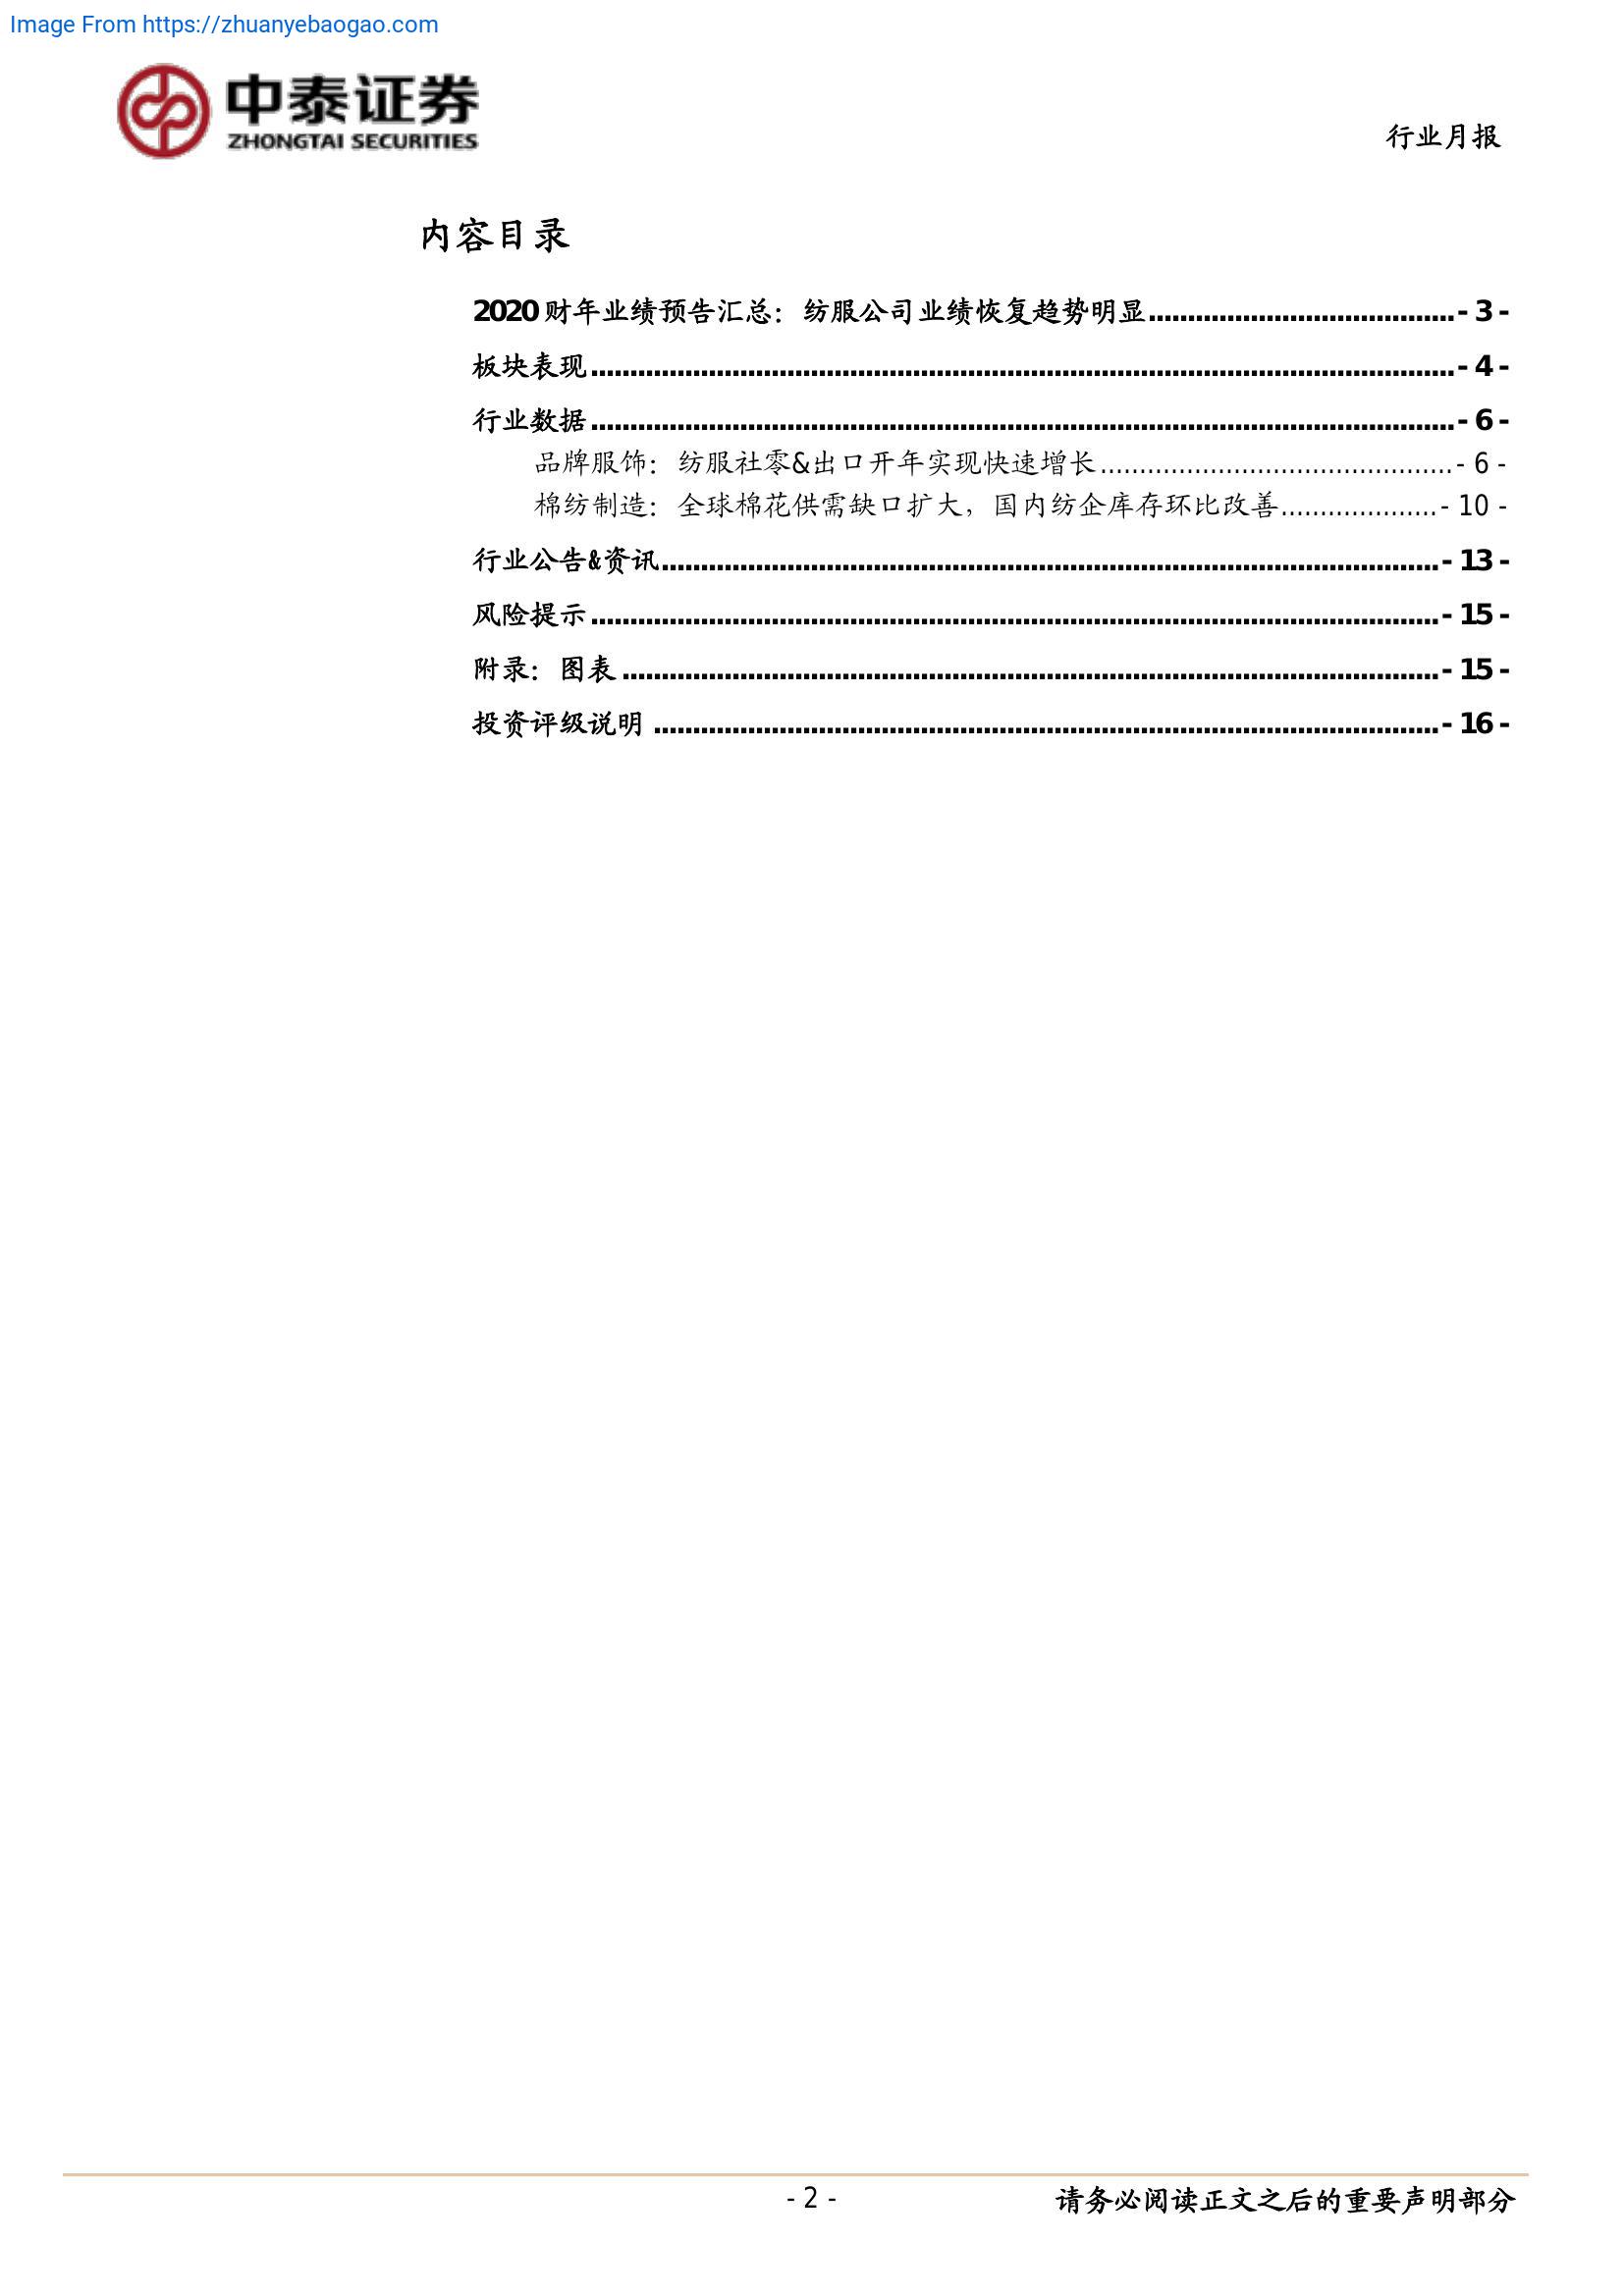 Image From https://zhuanyebaogao.com
中泰证券
ZHONGTAI SECURITIES
行业月报
内容目录
2020 财年业绩预告汇总：纺服公司业绩恢复趋势明显.......................................- 3 -
板块表现..............................................................................................................- 4 -
行业数据..............................................................................................................- 6 -
品牌服饰：纺服社零&出口开年实现快速增长.............................................- 6 -
棉纺制造：全球棉花供需缺口扩大，国内纺企库存环比改善....................- 10 -
行业公告&资讯...................................................................................................- 13 -
风险提示............................................................................................................- 15 -
附录：图表........................................................................................................- 15 -
投资评级说明....................................................................................................- 16 -
- 2 -
请务必阅读正文之后的重要声明部分